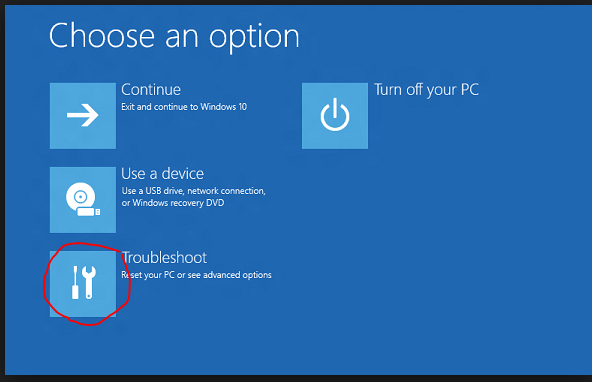 Choose an option
Continue
Exit and continue to Windows 10
Turn off your PC
Use a device
Use a USB drive, network connection,
or Windows recovery DVD
Troubleshoot
Reset your PC or see advanced options